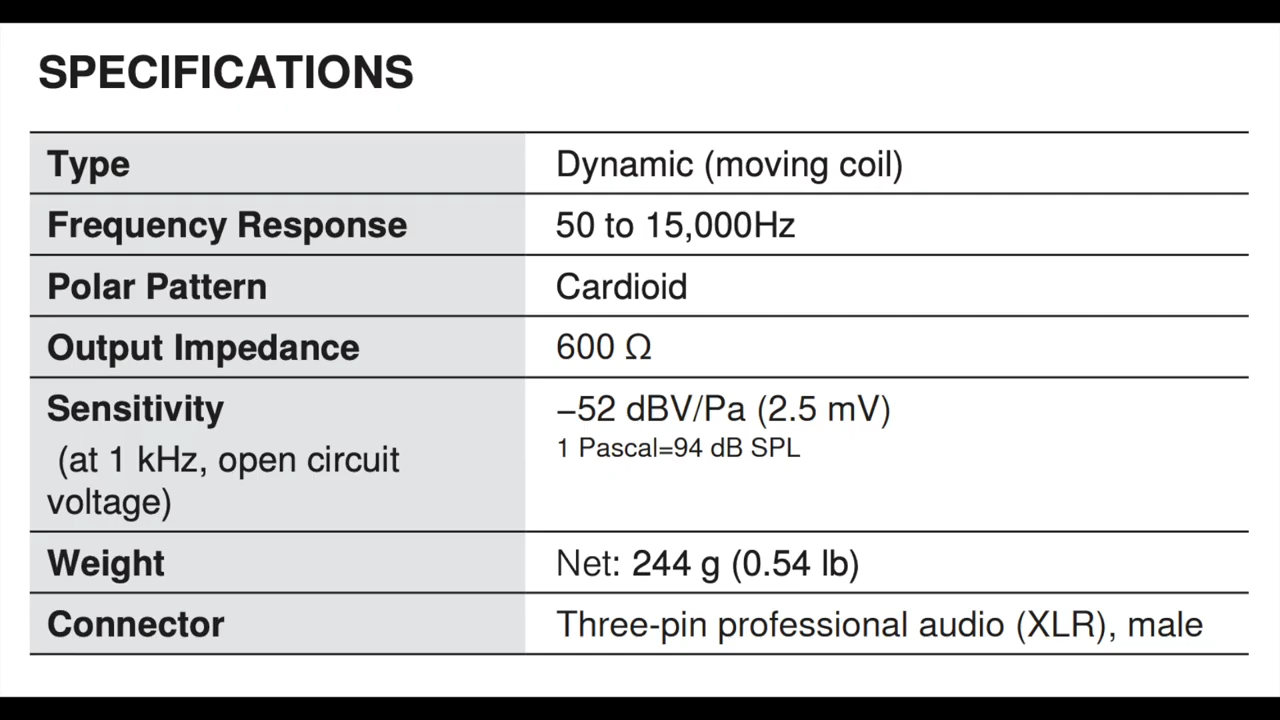 SPECIFICATIONS
Type Dynamic (moving coil)
Frequency Response 50 to 15,000Hz
Polar Pattern Cardioid
Output Impedance 600 Ω
Sensitivity –52 dBV/Pa (2.5 mV)
(at 1 kHz, open circuit 1 Pascal=94 dB SPL
voltage)
Weight Net: 244 g (0.54 lb)
Connector Three-pin professional audio (XLR), male